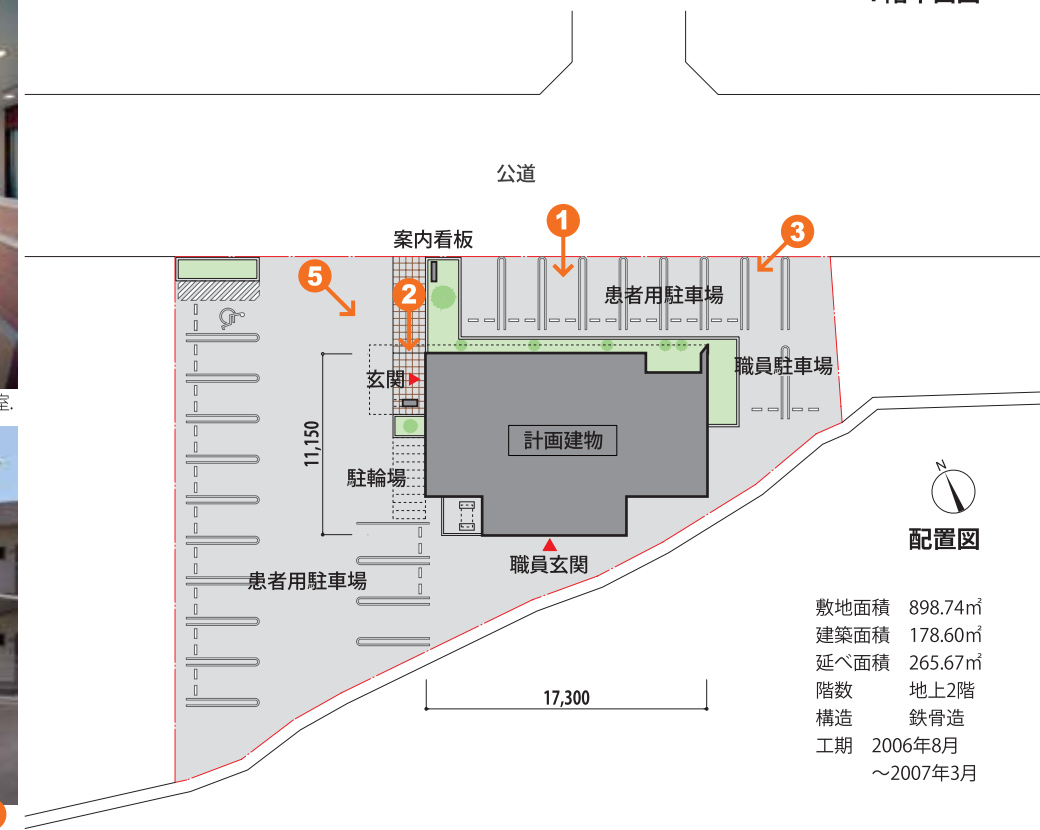 公道
1
3
案内看板
5
2
患者用駐車場
職員駐車場
玄関
室.
11,150
計画建物
駐輪場
N
配置図
職員玄関
患者用駐車場
17,300
敷地面積 898.74㎡
建築面積 178.60㎡
延べ面積 265.67㎡
階数 地上2階
構造 鉄骨造
工期 2006年8月
～2007年3月